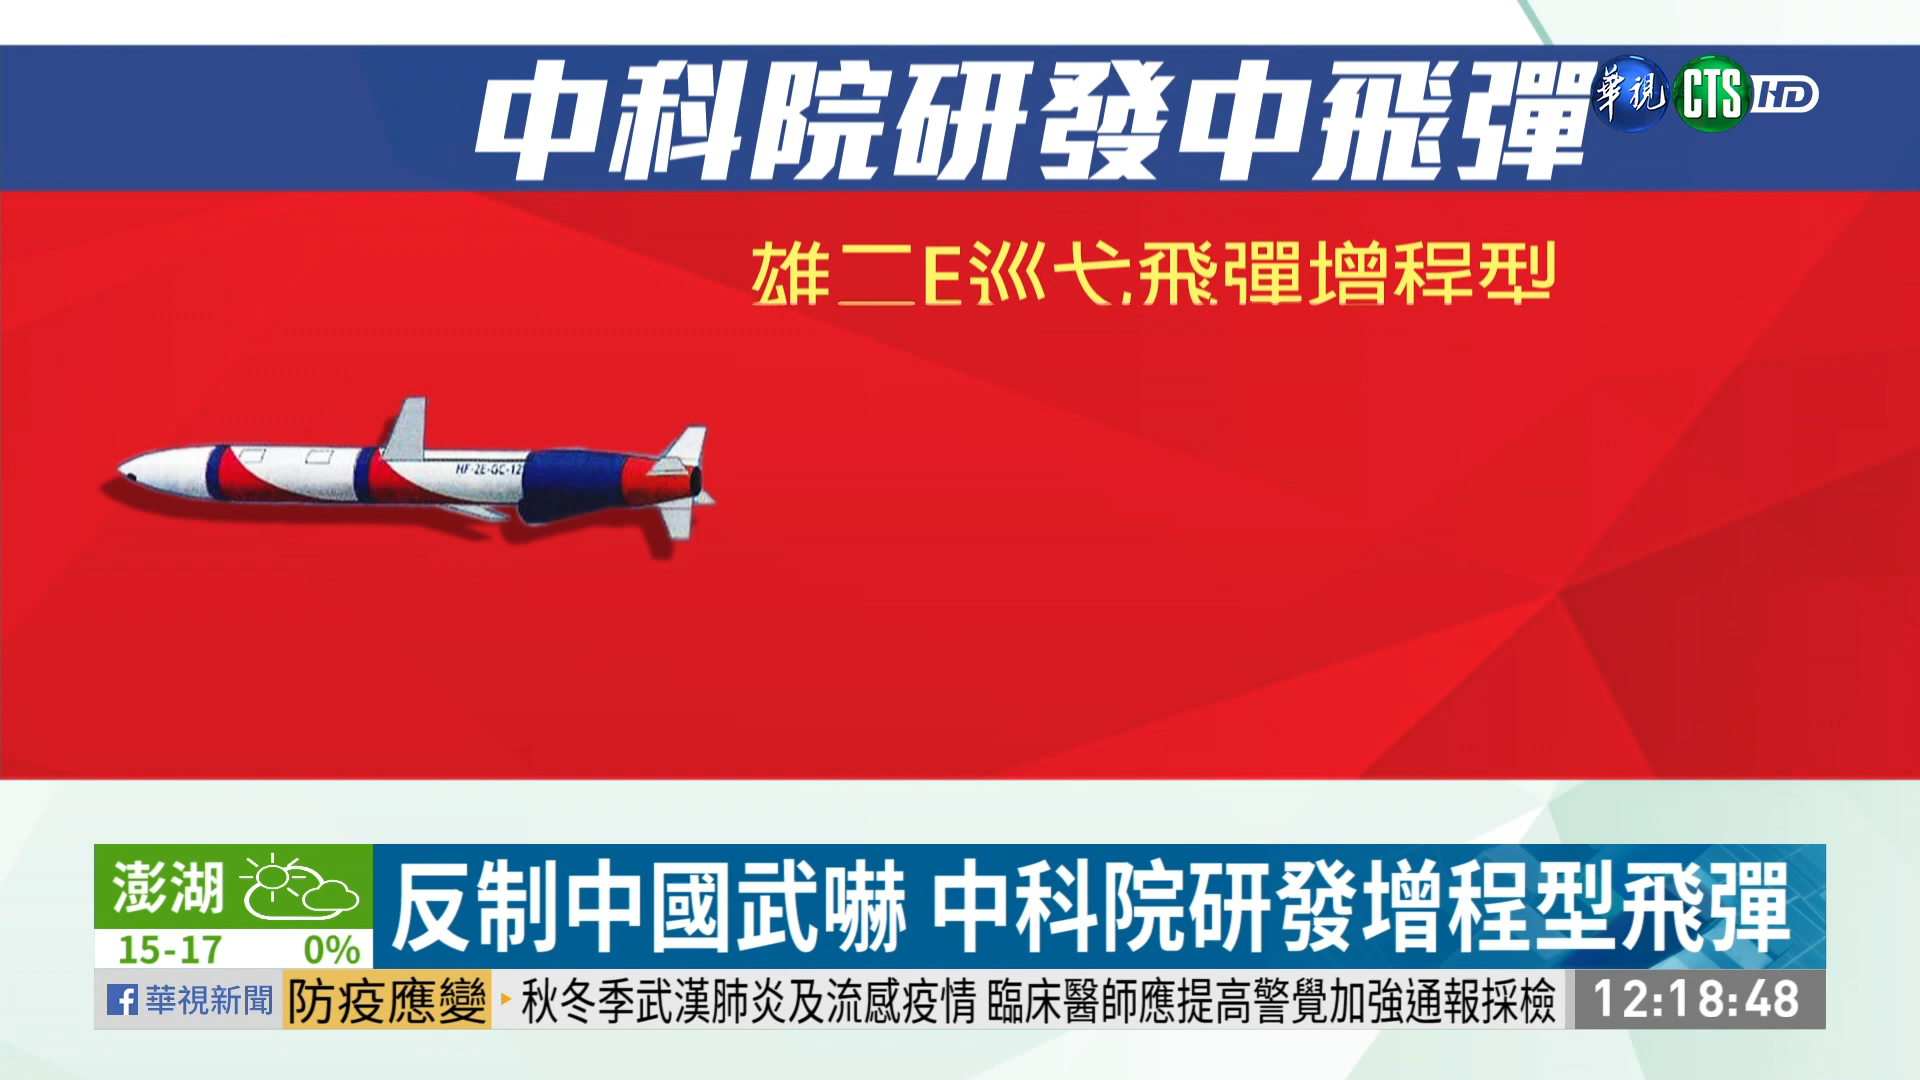 中科院研發中飛彈
華視 CTS HD
雄二E巡弋飛彈增程型
HF-2E-GC-12
澎湖
反制中國武嚇 中科院研發增程型飛彈
15-17 0%
華視新聞 防疫應變 秋冬季武漢肺炎及流感疫情 臨床醫師應提高警覺加強通報採檢 12:18:48